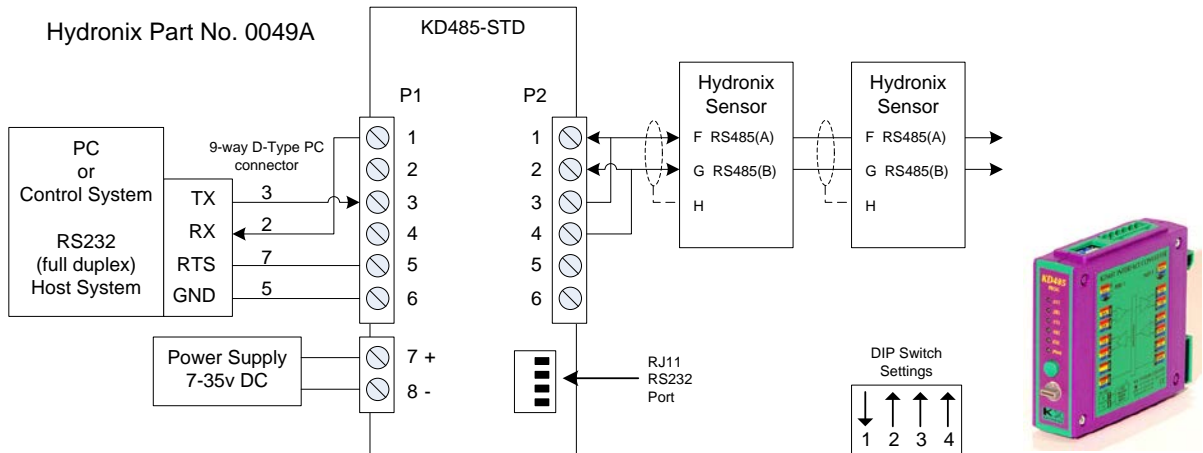 Hydronix Part No. 0049A
KD485-STD
P1
P2
1
2
3
4
5
6
7 +
8 -
1
2
3
4
5
6
PC
or
Control System
RS232
(full duplex)
Host System
9-way D-Type PC
connector
TX
3
RX
2
RTS
7
GND
5
Power Supply
7-35v DC
RJ11
RS232
Port
Hydronix
Sensor
F RS485(A)
G RS485(B)
H
Hydronix
Sensor
F RS485(A)
G RS485(B)
H
DIP Switch
Settings
1 2 3 4
KD485